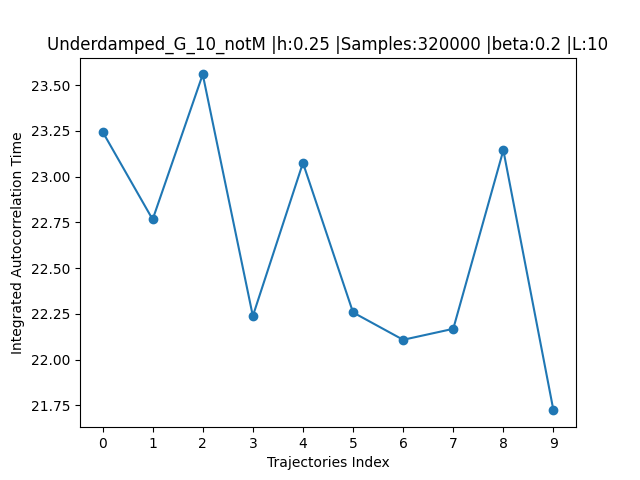 Underdamped_G_10_notM |h:0.25 |Samples:320000 |beta:0.2 |L:10
Integrated Autocorrelation Time
23.50
23.25
23.00
22.75
22.50
22.25
22.00
21.75
0 1 2 3 4 5 6 7 8 9
Trajectories Index